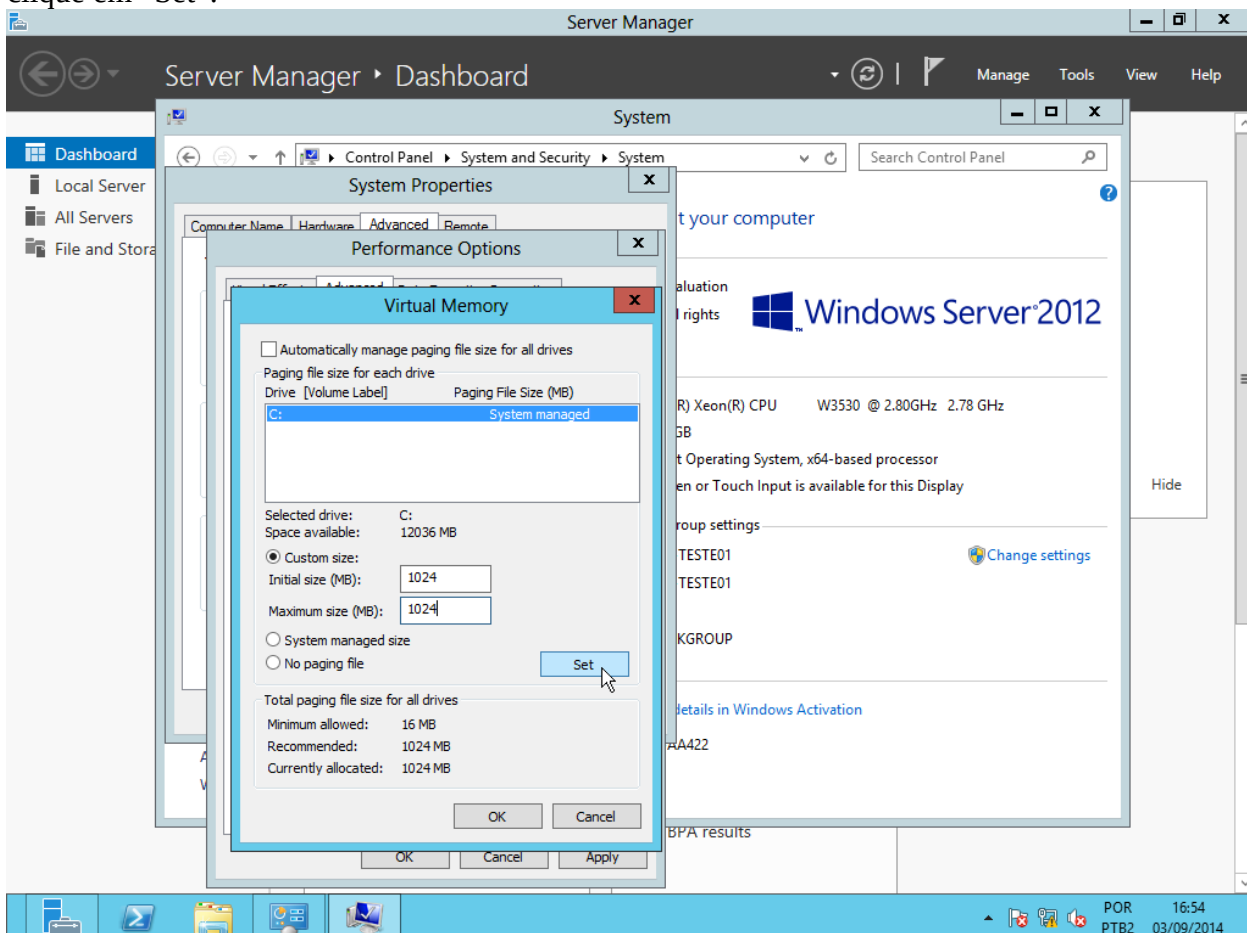 clique em "Set".
Server Manager
Server Manager ‣ Dashboard
Manage Tools View Help
System
Dashboard
Local Server
All Servers
File and Stora
Control Panel ▸ System and Security ▸ System
Search Control Panel
System Properties
Computer Name Hardware Advanced Remote
t your computer
Performance Options
Advanced
aluation
l rights
Windows Server 2012
Virtual Memory
Automatically manage paging file size for all drives
Paging file size for each drive
Drive [Volume Label] Paging File Size (MB)
C: System managed
R) Xeon(R) CPU W3530 @ 2.80GHz 2.78 GHz
GB
t Operating System, x64-based processor
en or Touch Input is available for this Display
Hide
Selected drive: C:
Space available: 12036 MB
roup settings
Custom size:
TESTE01
Change settings
Initial size (MB): 1024
TESTE01
Maximum size (MB): 1024
System managed size
KGROUP
No paging file
Set
Total paging file size for all drives
Minimum allowed: 16 MB
Recommended: 1024 MB
Currently allocated: 1024 MB
details in Windows Activation
AA422
OK Cancel
BPA results
OK Cancel Apply
POR
PTB2
16:54
03/09/2014